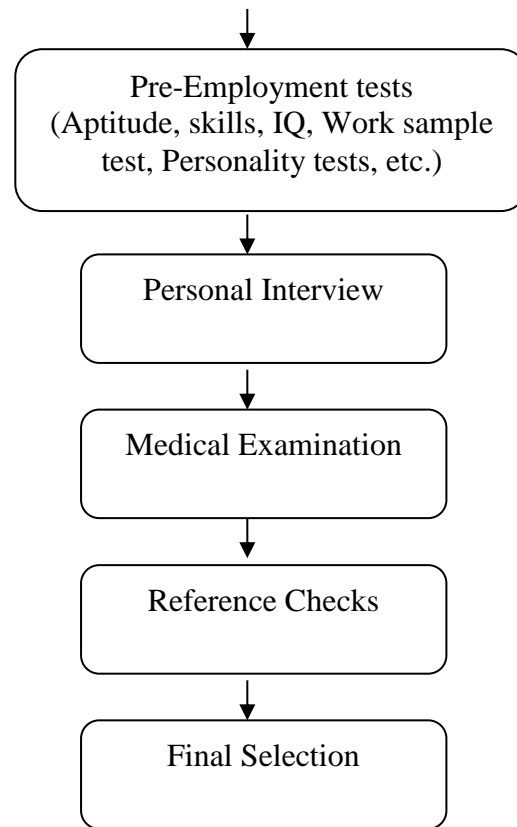 Pre-Employment tests
(Aptitude, skills, IQ, Work sample
test, Personality tests, etc.)
Personal Interview
Medical Examination
Reference Checks
Final Selection